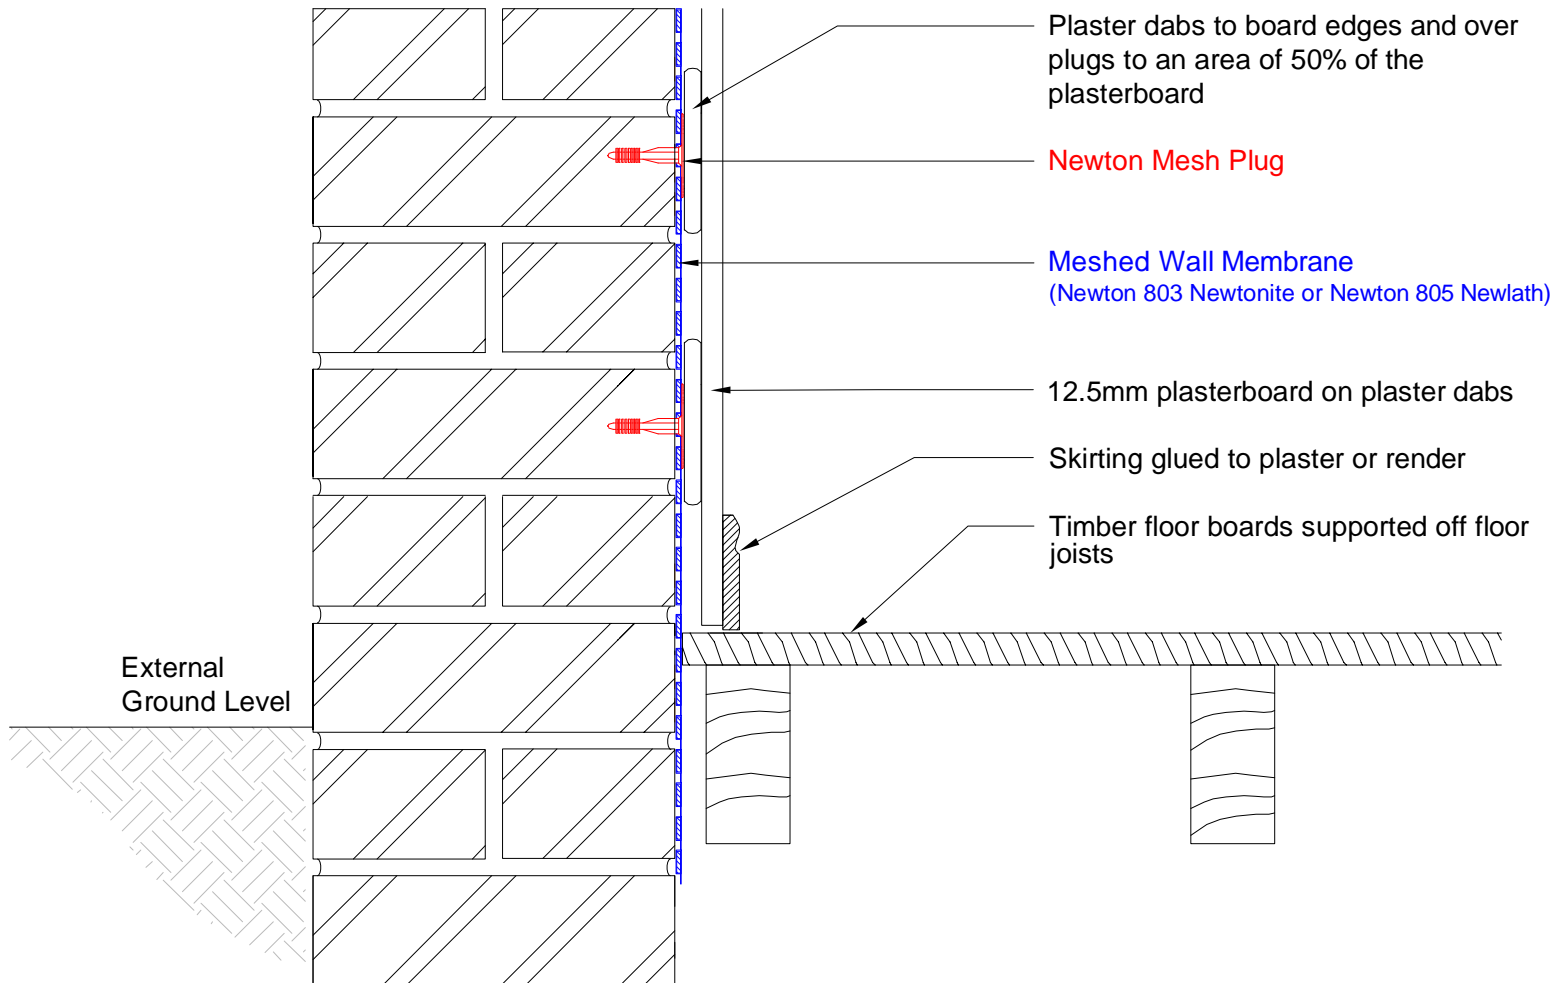 Plaster dabs to board edges and over
plugs to an area of 50% of the
plasterboard
Newton Mesh Plug
Meshed Wall Membrane
(Newton 803 Newtonite or Newton 805 Newlath)
12.5mm plasterboard on plaster dabs
Skirting glued to plaster or render
Timber floor boards supported off floor
joists
External
Ground Level